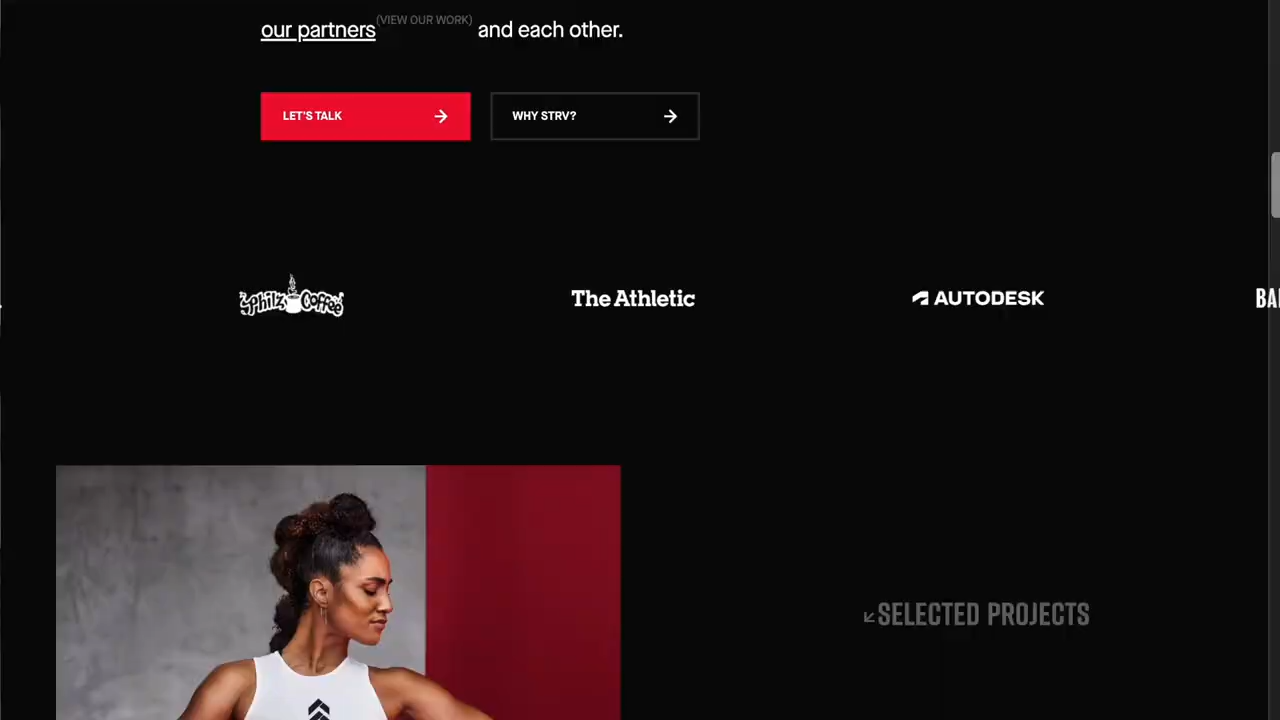 our partners (VIEW OUR WORK) and each other.
LET'S TALK
WHY STRV?
Philz Coffee
The Athletic
AUTODESK
SELECTED PROJECTS